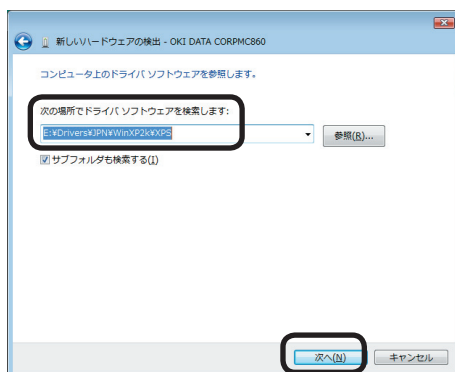 新しいハードウェアの検出 - OKI DATA CORPMC860
コンピュータ上のドライバ ソフトウェアを参照します。
次の場所でドライバ ソフトウェアを検索します:
E:¥Drivers¥JPN¥WinXP2k¥XPS
参照(R)...
サブフォルダも検索する(I)
次へ(N)
キャンセル